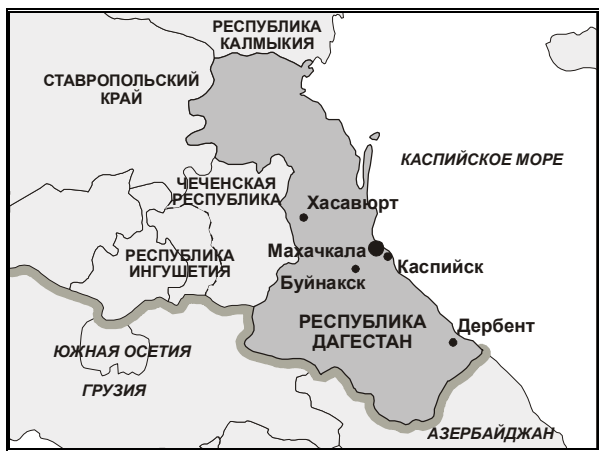 РЕСПУБЛИКА
КАЛМЫКИЯ
СТАВРОПОЛЬСКИЙ
КРАЙ
КАСПИЙСКОЕ МОРЕ
ЧЕЧЕНСКАЯ
РЕСПУБЛИКА
Хасавюрт
Махачкала
РЕСПУБЛИКА
ИНГУШЕТИЯ
Каспийск
Буйнакск
РЕСПУБЛИКА
ДАГЕСТАН
Дербент
ЮЖНАЯ ОСЕТИЯ
ГРУЗИЯ
АЗЕРБАЙДЖАН